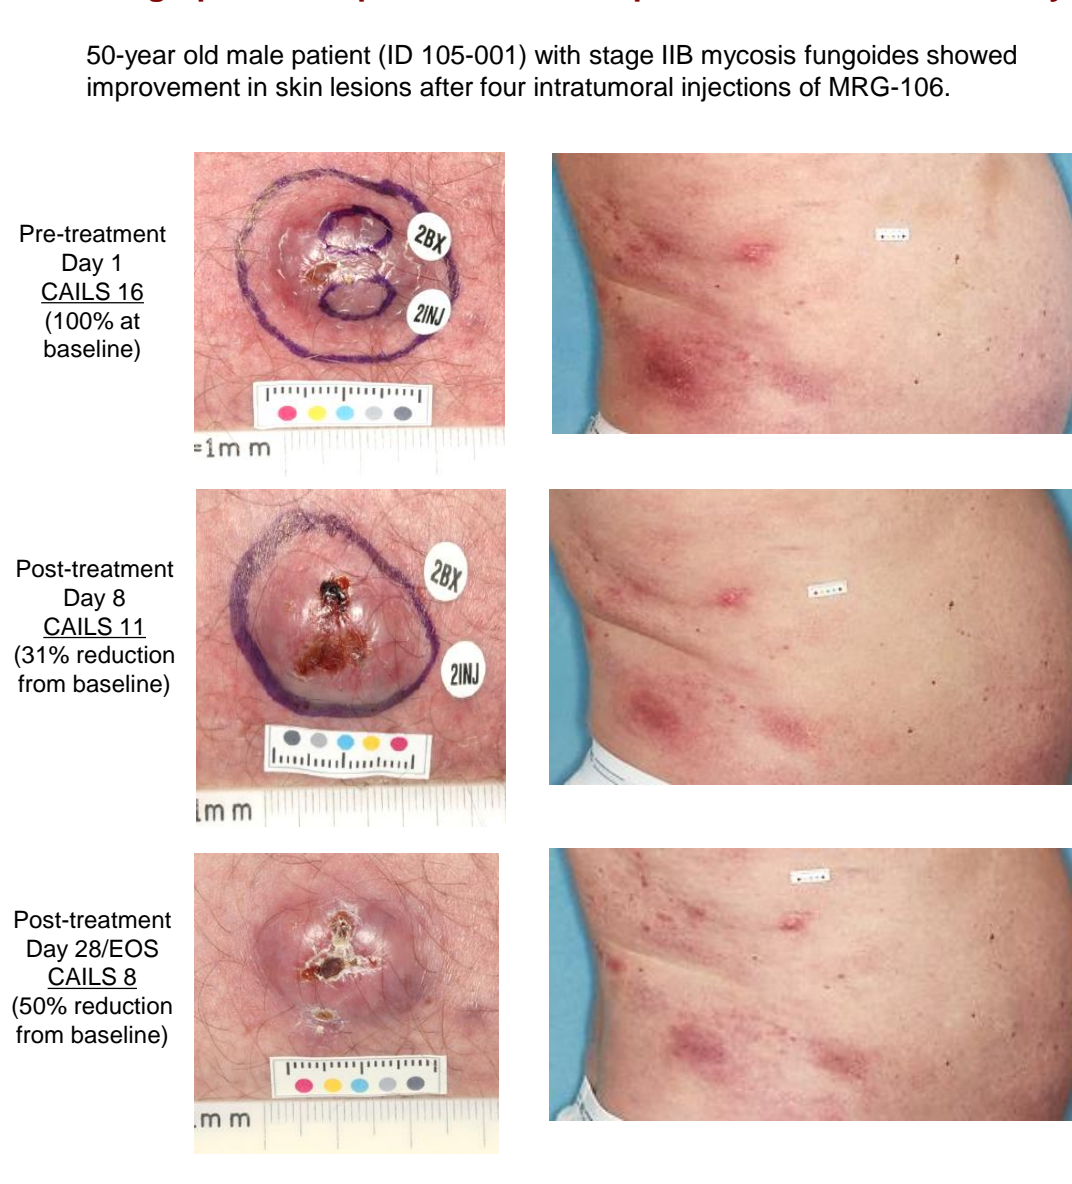 50-year old male patient (ID 105-001) with stage IIB mycosis fungoides showed
improvement in skin lesions after four intratumoral injections of MRG-106.
Pre-treatment
Day 1
CAILS 16
(100% at
baseline)
2BX
2INJ
=1m m
Post-treatment
Day 8
CAILS 11
(31% reduction
from baseline)
2BX
2INJ
m m
Post-treatment
Day 28/EOS
CAILS 8
(50% reduction
from baseline)
m m